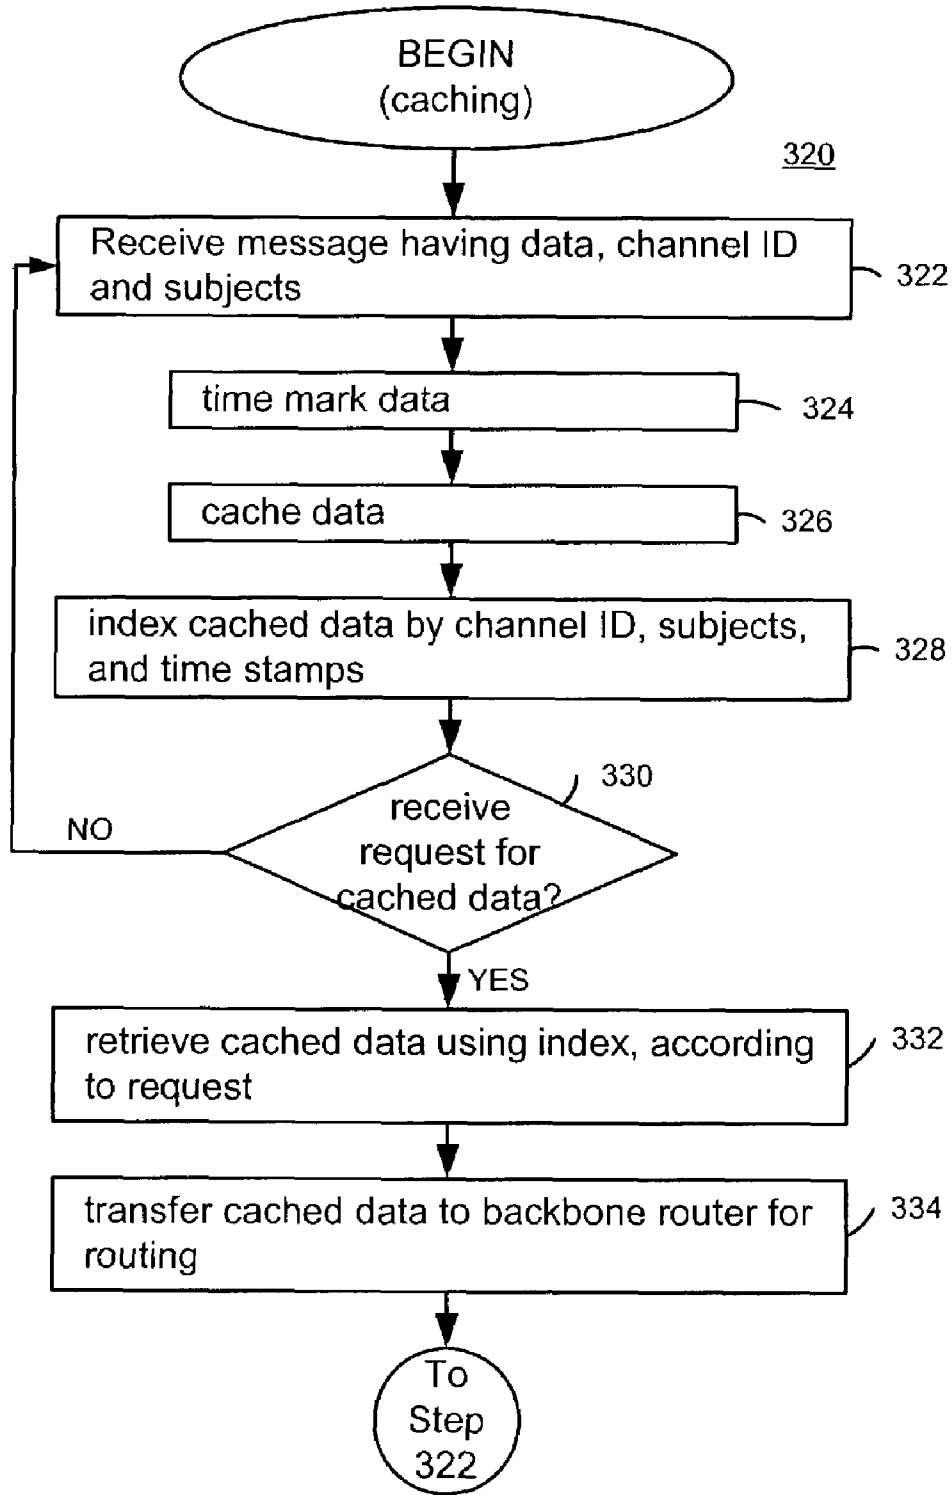 BEGIN
(caching)
320
Receive message having data, channel ID
and subjects
322
time mark data
324
cache data
326
index cached data by channel ID, subjects,
and time stamps
328
330
receive
request for
cached data?
NO
YES
retrieve cached data using index, according
to request
332
transfer cached data to backbone router for
routing
334
To
Step
322